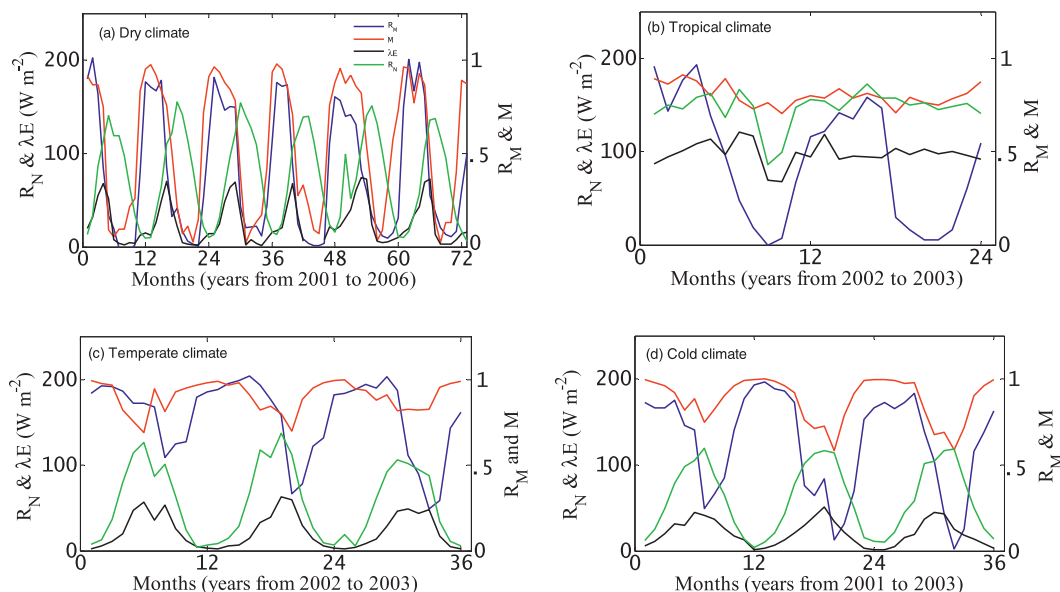 (a) Dry climate
R_M
M
λE
R_N
200
100
0
R_N & λE (W m^-2)
1
.5
0
R_M & M
0 12 24 36 48 60 72
Months (years from 2001 to 2006)
(b) Tropical climate
200
100
0
R_N & λE (W m^-2)
1
.5
0
R_M & M
0 12 24
Months (years from 2002 to 2003)
(c) Temperate climate
200
100
0
R_N & λE (W m^-2)
1
.5
0
R_M and M
0 12 24 36
Months (years from 2002 to 2003)
(d) Cold climate
200
100
0
R_N & λE (W m^-2)
1
.5
0
R_M & M
0 12 24 36
Months (years from 2001 to 2003)